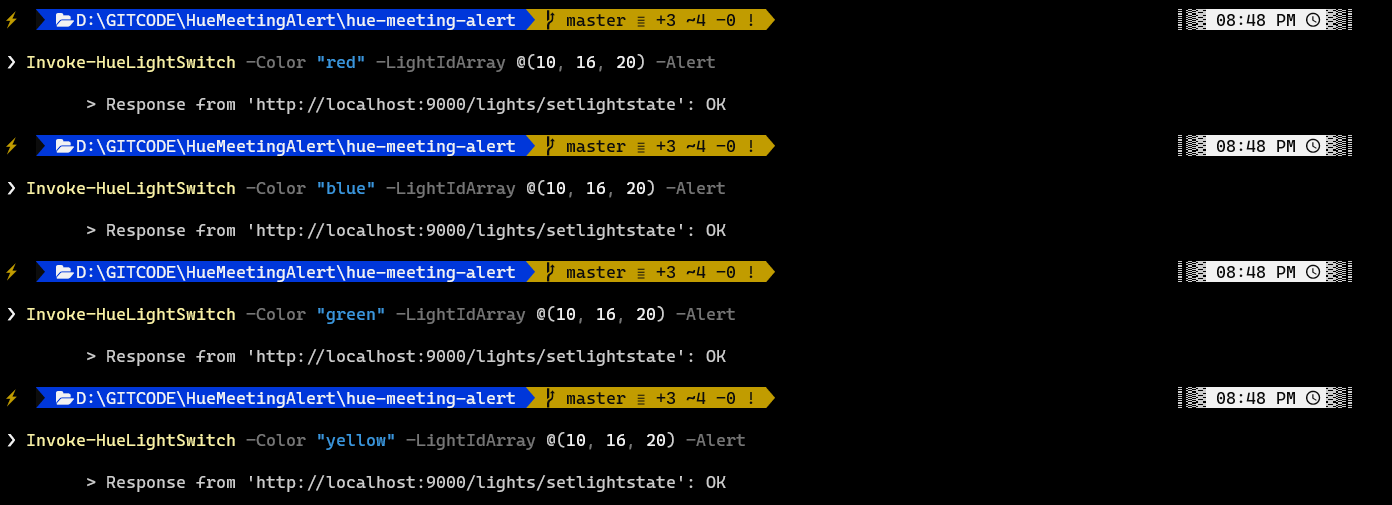 D:\GITCODE\HueMeetingAlert\hue-meeting-alert master ≡ +3 ~4 -0 ! 08:48 PM
❯ Invoke-HueLightSwitch -Color "red" -LightIdArray @(10, 16, 20) -Alert
> Response from 'http://localhost:9000/lights/setlightstate': OK
D:\GITCODE\HueMeetingAlert\hue-meeting-alert master ≡ +3 ~4 -0 ! 08:48 PM
❯ Invoke-HueLightSwitch -Color "blue" -LightIdArray @(10, 16, 20) -Alert
> Response from 'http://localhost:9000/lights/setlightstate': OK
D:\GITCODE\HueMeetingAlert\hue-meeting-alert master ≡ +3 ~4 -0 ! 08:48 PM
❯ Invoke-HueLightSwitch -Color "green" -LightIdArray @(10, 16, 20) -Alert
> Response from 'http://localhost:9000/lights/setlightstate': OK
D:\GITCODE\HueMeetingAlert\hue-meeting-alert master ≡ +3 ~4 -0 ! 08:48 PM
❯ Invoke-HueLightSwitch -Color "yellow" -LightIdArray @(10, 16, 20) -Alert
> Response from 'http://localhost:9000/lights/setlightstate': OK